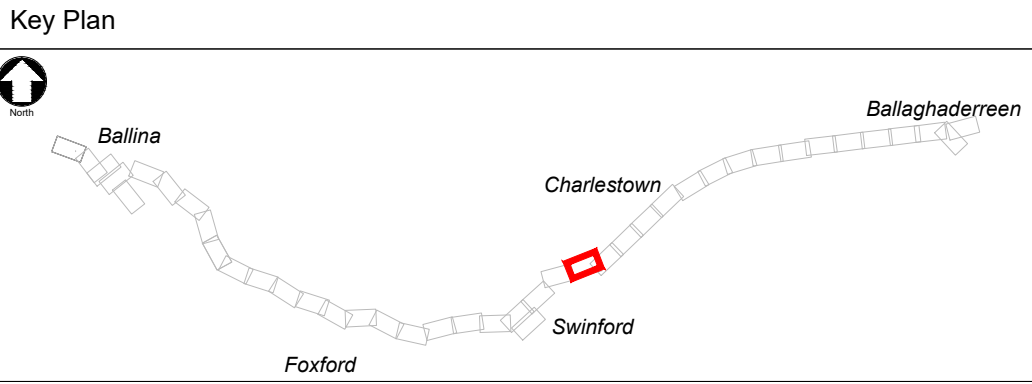 Key Plan
North
Ballina
Ballaghaderreen
Charlestown
Swinford
Foxford